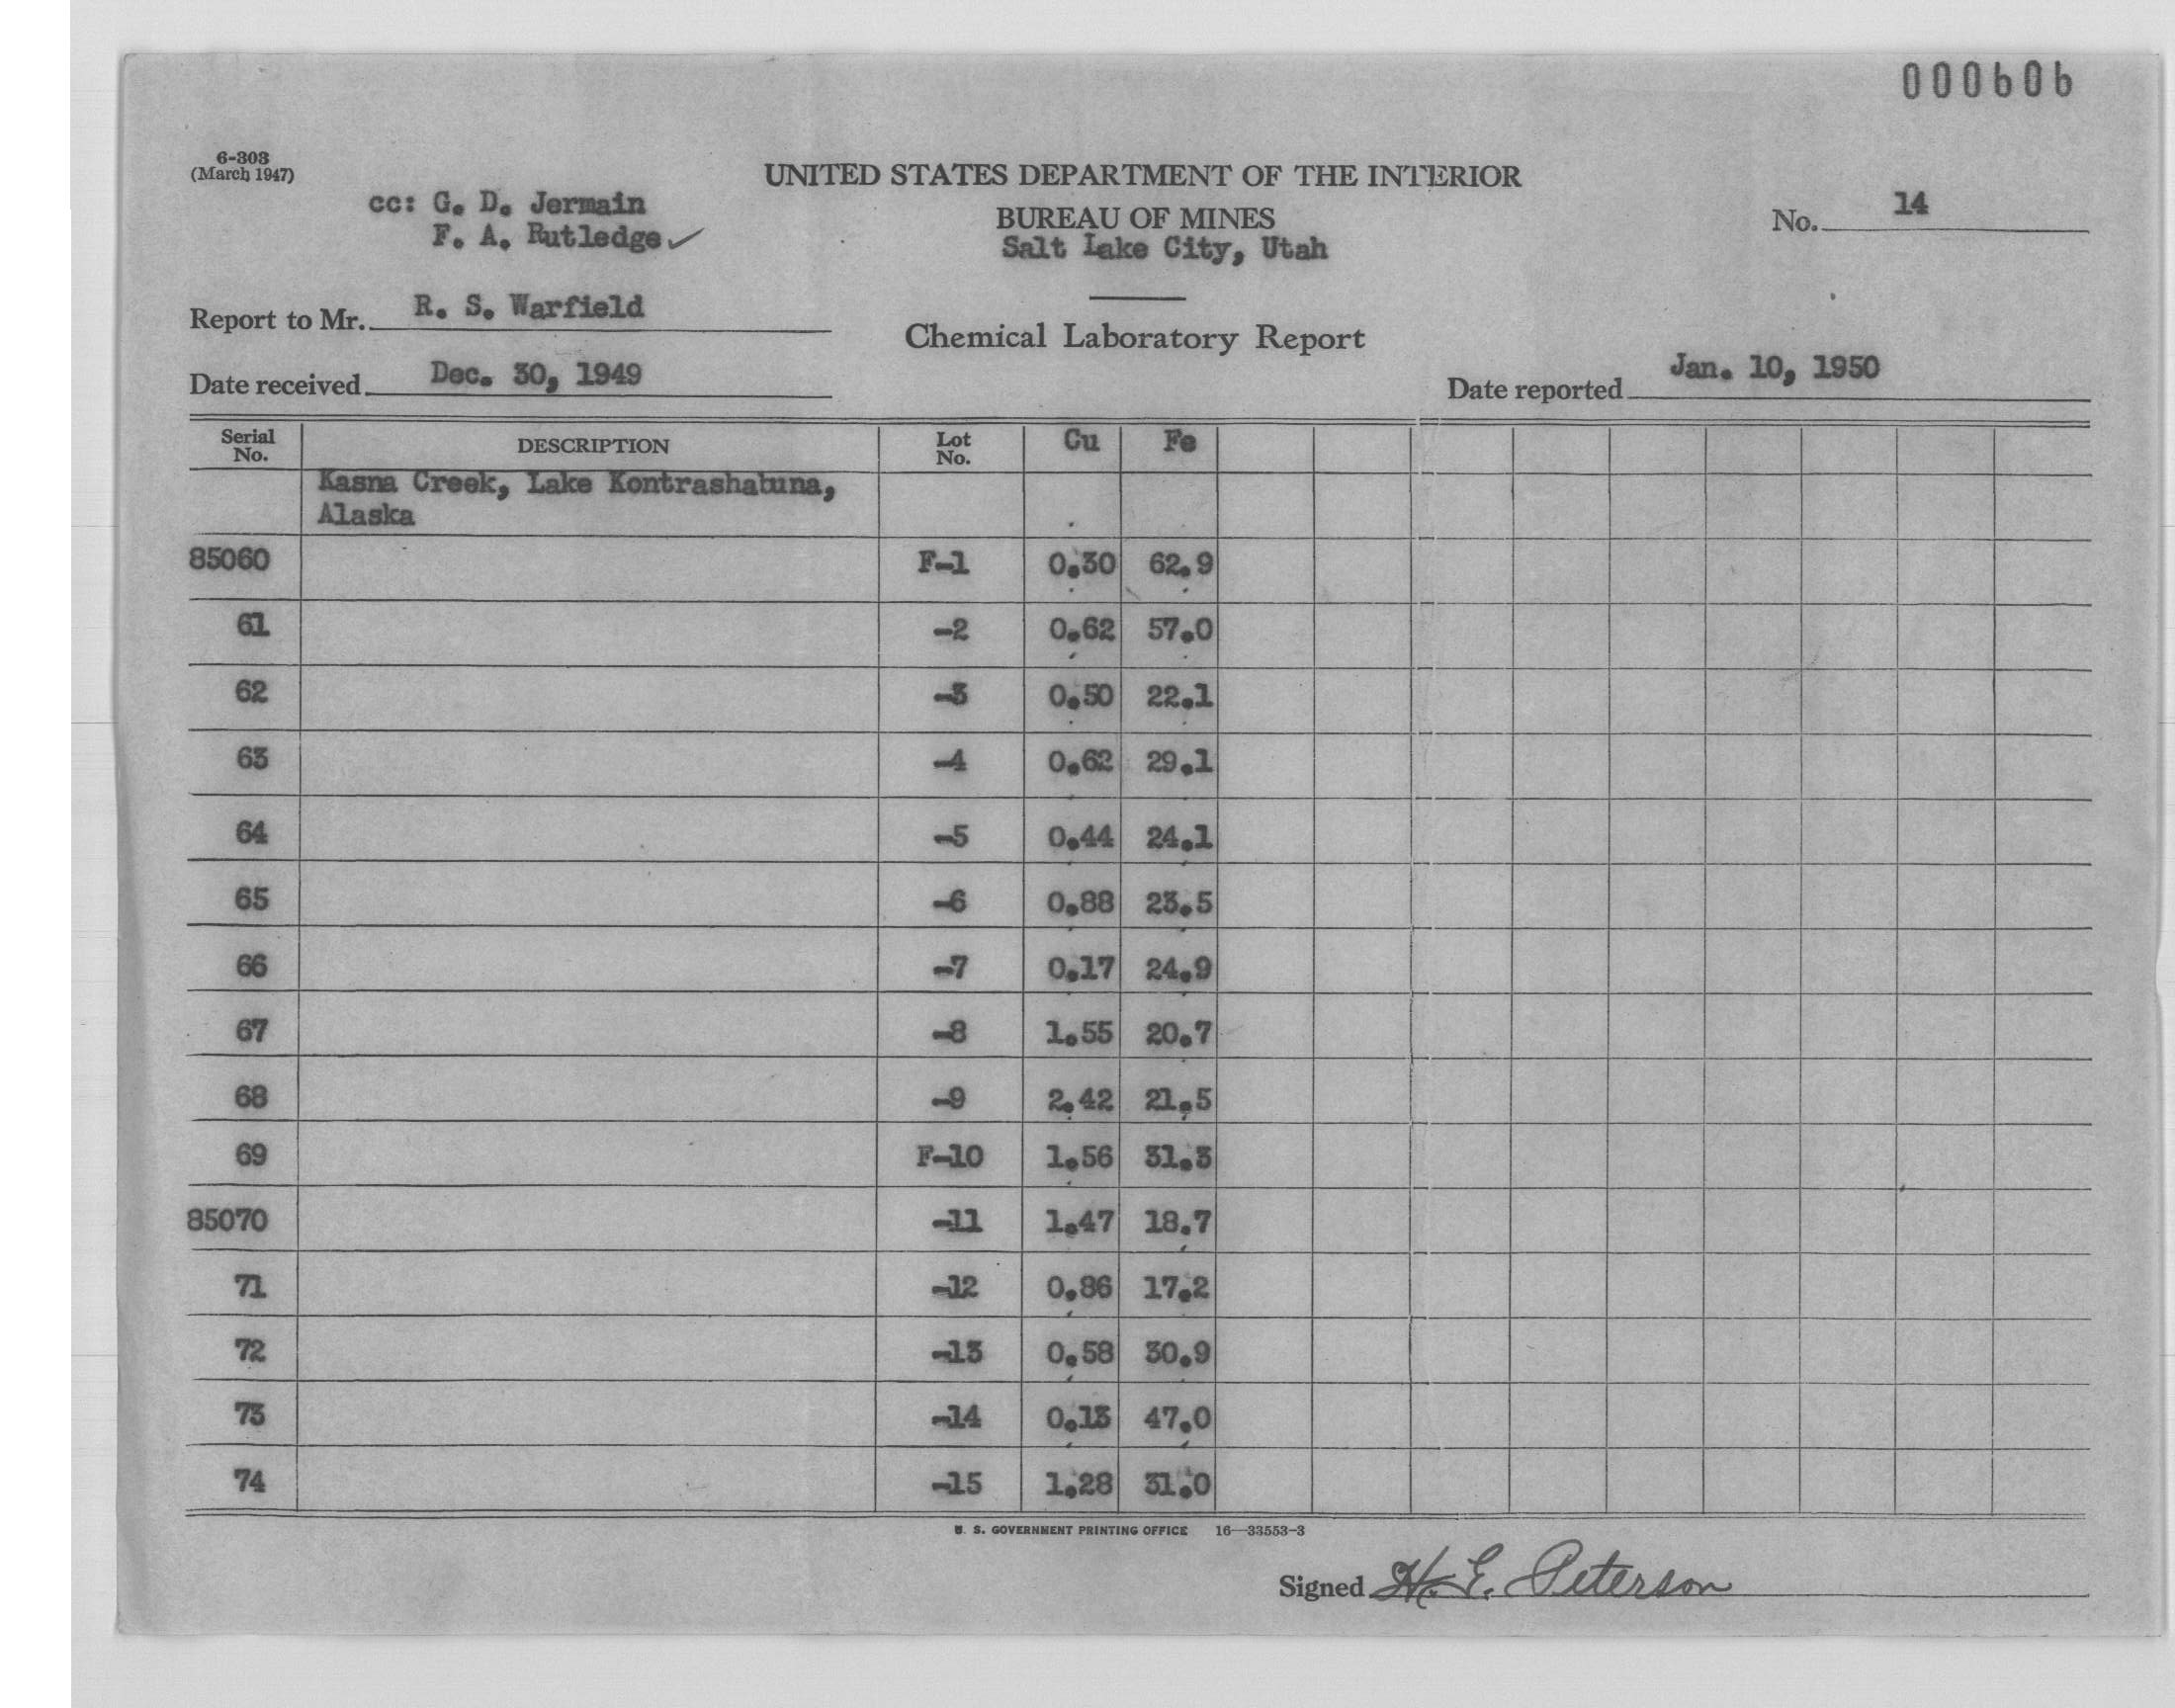 000606
6-303
(March 1947)
cc: G. D. Jermain
F. A. Rutledge ✓
UNITED STATES DEPARTMENT OF THE INTERIOR
BUREAU OF MINES
Salt Lake City, Utah
No. 14
Report to Mr. R. S. Warfield
Chemical Laboratory Report
Date received Dec. 30, 1949
Date reported Jan. 10, 1950
Serial No. DESCRIPTION Lot No. Cu Fe
Kasna Creek, Lake Kontrashabuna,
Alaska
85060 F-1 0.30 62.9
61 -2 0.62 57.0
62 -3 0.50 22.1
63 -4 0.62 29.1
64 -5 0.44 24.1
65 -6 0.88 23.5
66 -7 0.17 24.9
67 -8 1.55 20.7
68 -9 2.42 21.5
69 F-10 1.56 31.3
85070 -11 1.47 18.7
71 -12 0.86 17.2
72 -13 0.58 30.9
73 -14 0.13 47.0
74 -15 1.28 31.0
U. S. GOVERNMENT PRINTING OFFICE 16—33553-3
Signed H. E. Peterson